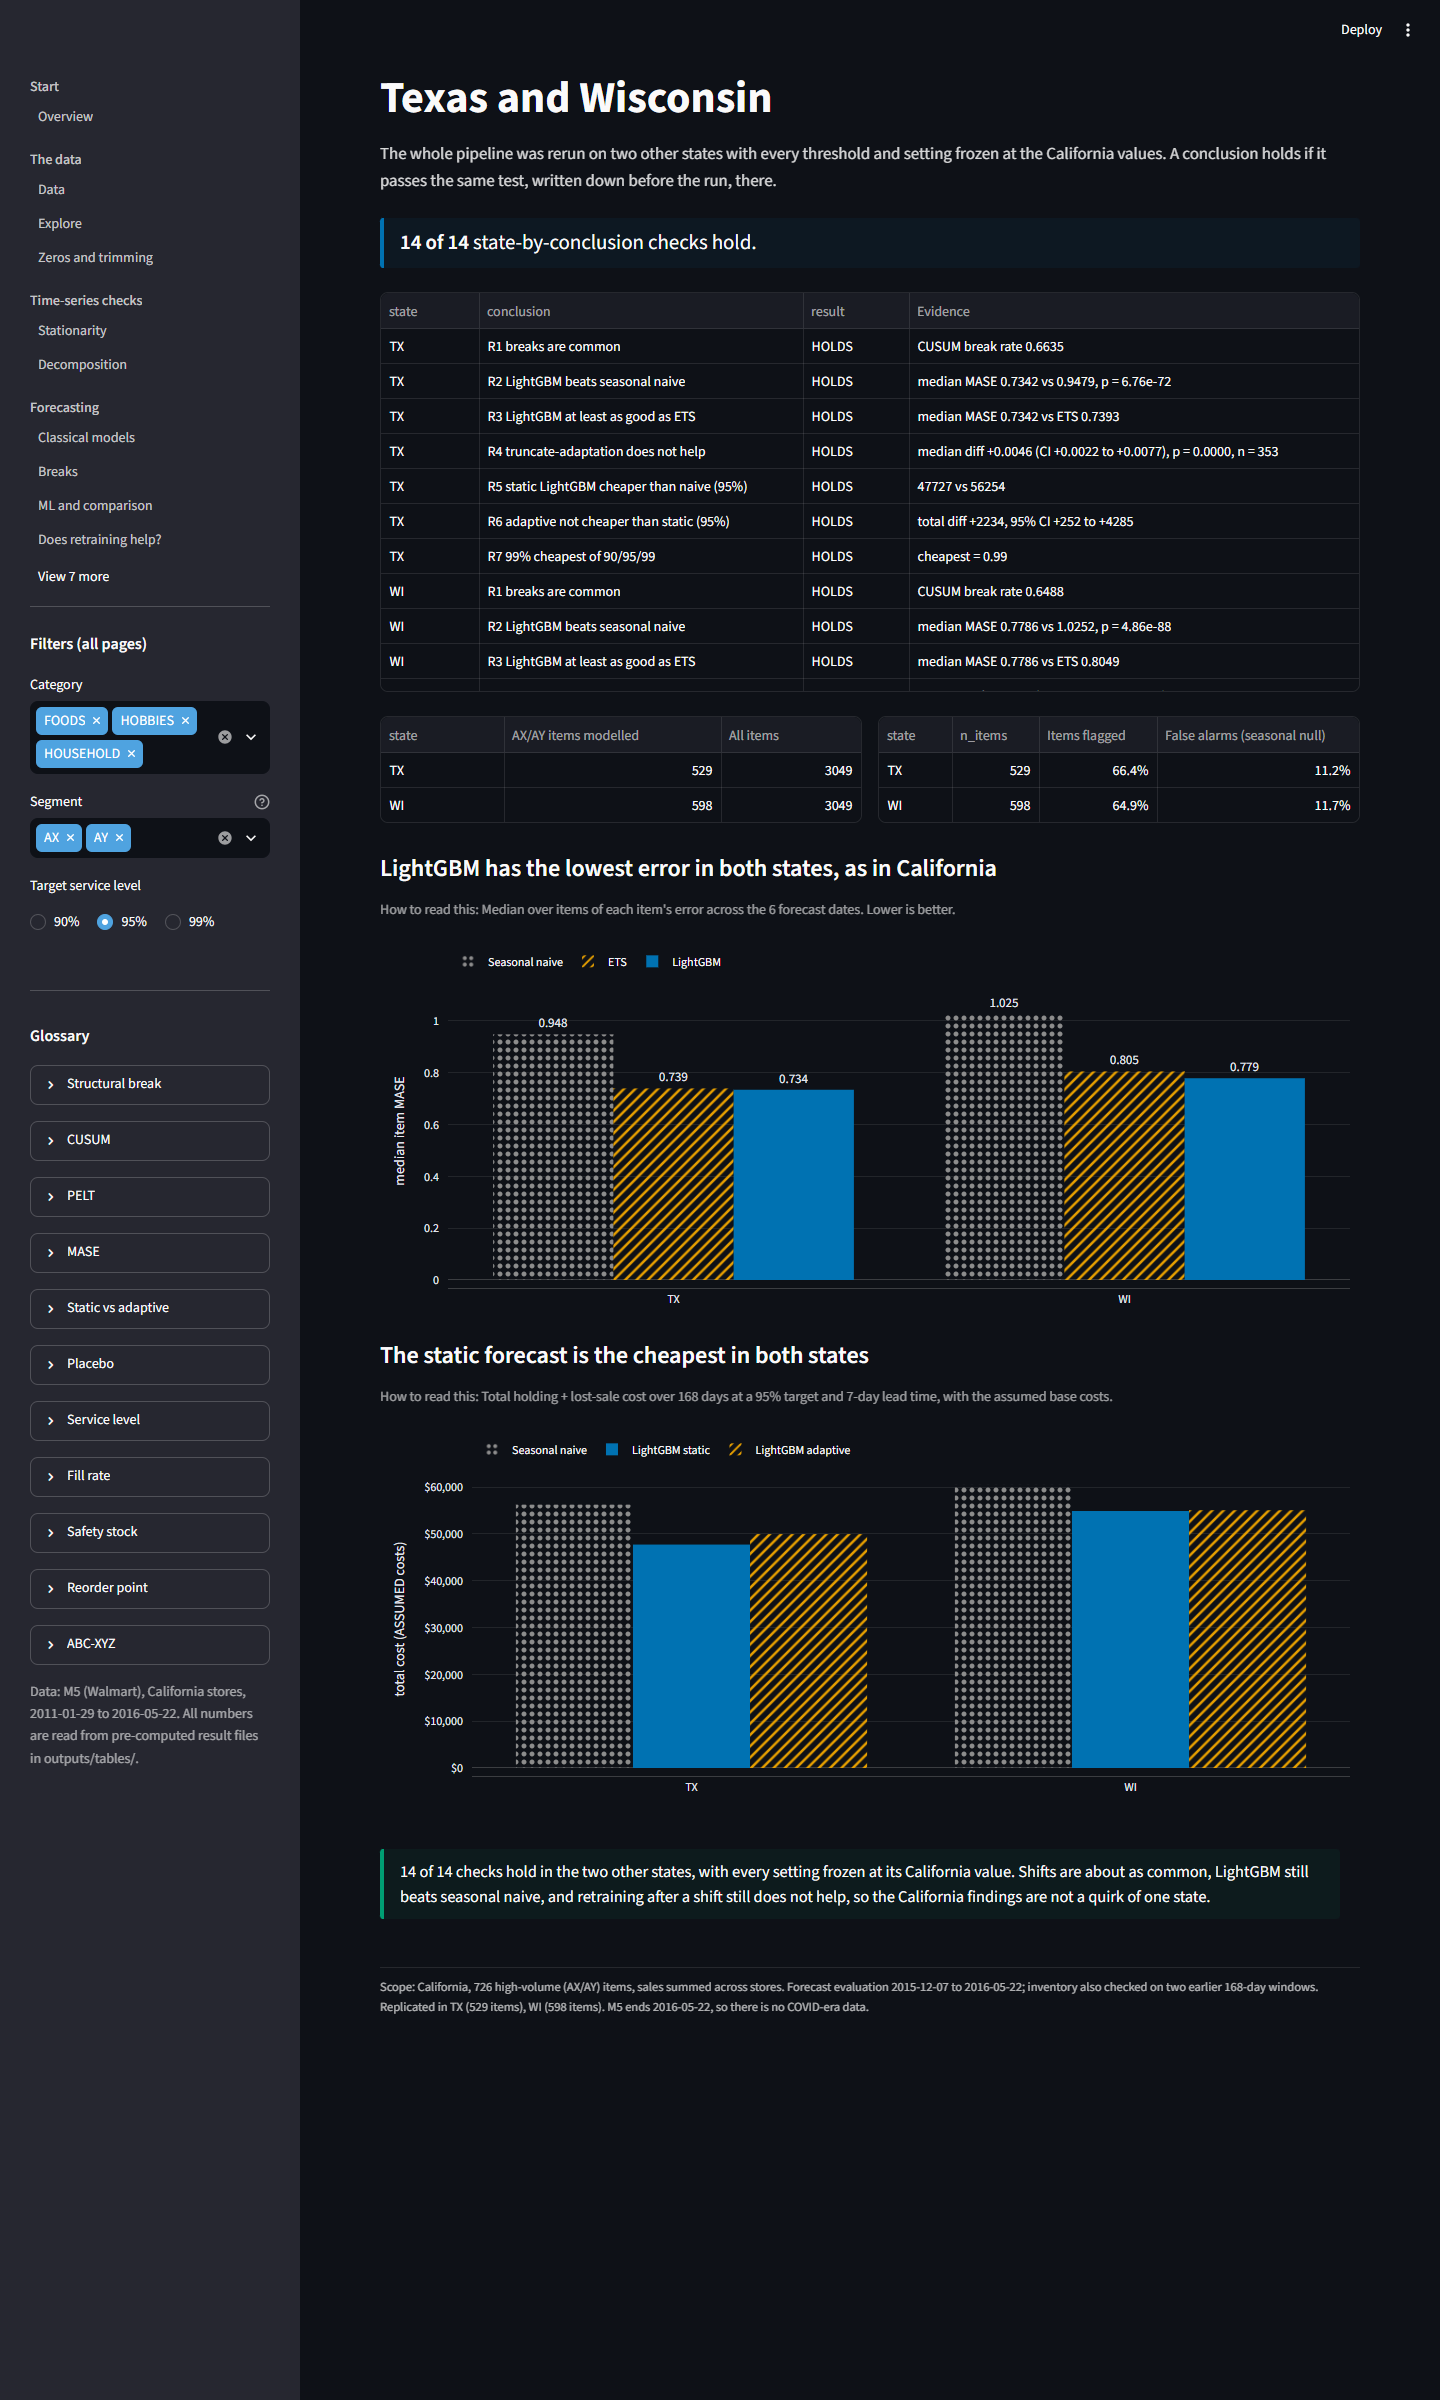 Deploy
Start
Overview
The data
Data
Explore
Zeros and trimming
Time-series checks
Stationarity
Decomposition
Forecasting
Classical models
Breaks
ML and comparison
Does retraining help?
View 7 more
Filters (all pages)
Category
FOODS × HOBBIES ×
HOUSEHOLD ×
Segment
AX × AY ×
Target service level
90% 95% 99%
Glossary
Structural break
CUSUM
PELT
MASE
Static vs adaptive
Placebo
Service level
Fill rate
Safety stock
Reorder point
ABC-XYZ
Data: M5 (Walmart), California stores,
2011-01-29 to 2016-05-22. All numbers
are read from pre-computed result files
in outputs/tables/.
Texas and Wisconsin
The whole pipeline was rerun on two other states with every threshold and setting frozen at the California values. A conclusion holds if it
passes the same test, written down before the run, there.
14 of 14 state-by-conclusion checks hold.
state conclusion result Evidence
TX R1 breaks are common HOLDS CUSUM break rate 0.6635
TX R2 LightGBM beats seasonal naive HOLDS median MASE 0.7342 vs 0.9479, p = 6.76e-72
TX R3 LightGBM at least as good as ETS HOLDS median MASE 0.7342 vs ETS 0.7393
TX R4 truncate-adaptation does not help HOLDS median diff +0.0046 (CI +0.0022 to +0.0077), p = 0.0000, n = 353
TX R5 static LightGBM cheaper than naive (95%) HOLDS 47727 vs 56254
TX R6 adaptive not cheaper than static (95%) HOLDS total diff +2234, 95% CI +252 to +4285
TX R7 99% cheapest of 90/95/99 HOLDS cheapest = 0.99
WI R1 breaks are common HOLDS CUSUM break rate 0.6488
WI R2 LightGBM beats seasonal naive HOLDS median MASE 0.7786 vs 1.0252, p = 4.86e-88
WI R3 LightGBM at least as good as ETS HOLDS median MASE 0.7786 vs ETS 0.8049
state AX/AY items modelled All items
TX 529 3049
WI 598 3049
state n_items Items flagged False alarms (seasonal null)
TX 529 66.4% 11.2%
WI 598 64.9% 11.7%
LightGBM has the lowest error in both states, as in California
How to read this: Median over items of each item's error across the 6 forecast dates. Lower is better.
Seasonal naive ETS LightGBM
median item MASE
1
0.8
0.6
0.4
0.2
0
0.948
0.739
0.734
1.025
0.805
0.779
TX
WI
The static forecast is the cheapest in both states
How to read this: Total holding + lost-sale cost over 168 days at a 95% target and 7-day lead time, with the assumed base costs.
Seasonal naive LightGBM static LightGBM adaptive
total cost (ASSUMED costs)
$60,000
$50,000
$40,000
$30,000
$20,000
$10,000
$0
TX
WI
14 of 14 checks hold in the two other states, with every setting frozen at its California value. Shifts are about as common, LightGBM still
beats seasonal naive, and retraining after a shift still does not help, so the California findings are not a quirk of one state.
Scope: California, 726 high-volume (AX/AY) items, sales summed across stores. Forecast evaluation 2015-12-07 to 2016-05-22; inventory also checked on two earlier 168-day windows.
Replicated in TX (529 items), WI (598 items). M5 ends 2016-05-22, so there is no COVID-era data.